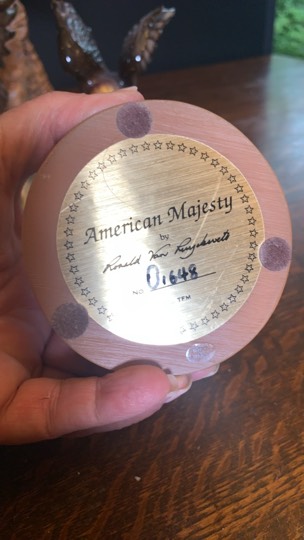 American Majesty
by
Ronald Van Ruyckevelt
No 01648
TFM